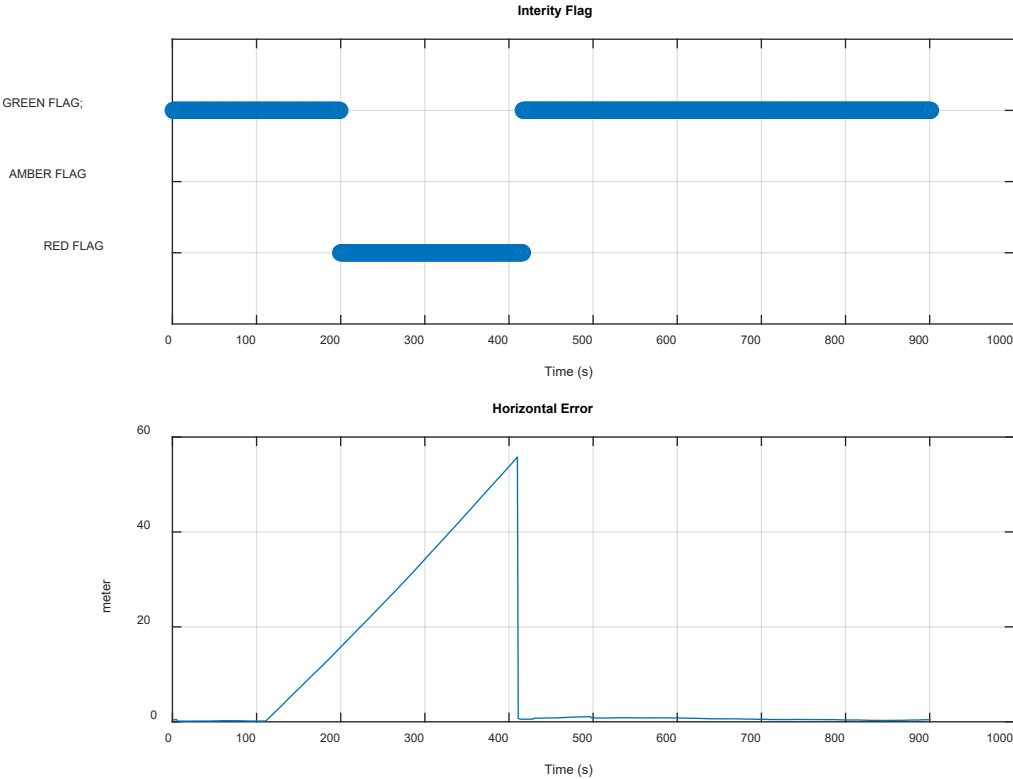 Interity Flag
GREEN FLAG;
AMBER FLAG
RED FLAG
0 100 200 300 400 500 600 700 800 900 1000
Time (s)
Horizontal Error
60
40
20
0
meter
0 100 200 300 400 500 600 700 800 900 1000
Time (s)